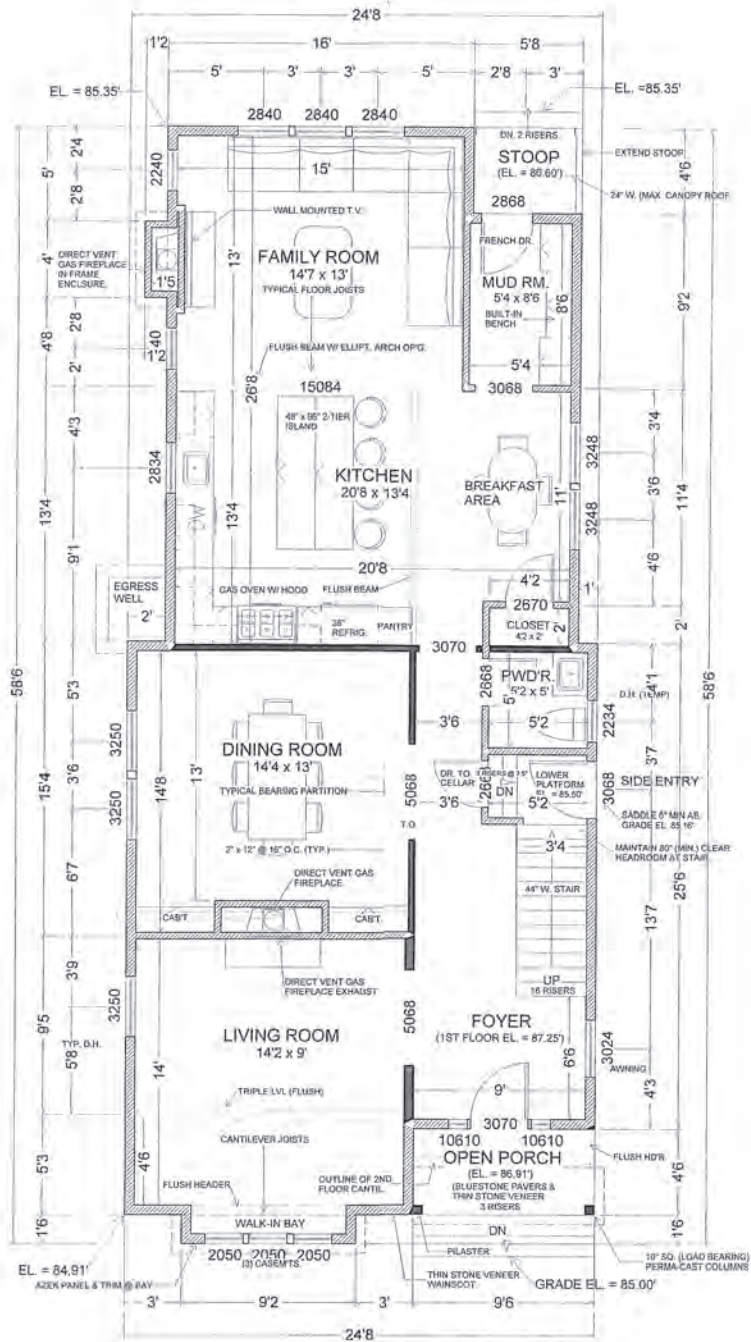 24'8
1'2
16'
5'8
5'
3'
3'
5'
2'8
3'
EL. = 85.35'
EL. =85.35'
2840 2840 2840
DN. 2 RISERS
STOOP
(EL. = 86.60')
EXTEND STOOP
24" W. (MAX. CANOPY ROOF
2868
5'
2'4
2'8
2240
15'
4'6
WALL MOUNTED T.V.
FRENCH DR.
FAMILY ROOM
14'7 x 13'
TYPICAL FLOOR JOISTS
MUD RM.
5'4 x 8'6
BUILT-IN
BENCH
8'6
9'2
DIRECT VENT
GAS FIREPLACE
IN FRAME
ENCLSURE.
4'
1'5
13'
2'8
4'8
2'
1'2
FLUSH BEAM W/ ELLIPT. ARCH OP'G.
5'4
3068
26'8
15084
48" x 96" 2-TIER
ISLAND
4'3
2834
13'4
KITCHEN
20'8 x 13'4
BREAKFAST
AREA
11'
3248
3248
3'4
3'6
11'4
4'6
DW
13'4
9'1
20'8
4'2
1'
EGRESS
WELL
2'
GAS OVEN W/ HOOD
FLUSH BEAM
36"
REFRIG.
PANTRY
2670
CLOSET
4'2 x 2'
2'
2'
58'6
58'6
3070
2668
PWD'R.
5'2 x 5'
5'
3'6
5'2
2234
4'1
D.H. (TEMP)
5'3
3250
3'6
3250
15'4
6'7
14'8
13'
DINING ROOM
14'4 x 13'
TYPICAL BEARING PARTITION
2" x 12" @ 16" O.C. (TYP.)
5068
T.O.
DR. TO
CELLAR
3'6
DN
LOWER
PLATFORM
5'2
3068
3'7
SIDE ENTRY
SADDLE 6" MIN AB.
GRADE EL. 85.16'
MAINTAIN 80" (MIN.) CLEAR
HEADROOM AT STAIR
3'4
44" W. STAIR
25'6
13'7
DIRECT VENT GAS
FIREPLACE
CAB'T.
CAB'T.
UP
16 RISERS
3'9
3250
9'5
5'8
TYP. D.H.
DIRECT VENT GAS
FIREPLACE EXHAUST
LIVING ROOM
14'2 x 9'
5068
FOYER
(1ST FLOOR EL. = 87.25')
6'6
3024
AWNING
4'3
14'
TRIPLE LVL (FLUSH)
9'
3070
CANTILEVER JOISTS
10610
10610
5'3
4'6
FLUSH HEADER
OUTLINE OF 2ND
FLOOR CANTIL.
OPEN PORCH
(EL. = 86.91')
(BLUESTONE PAVERS &
THIN STONE VENEER
3 RISERS
FLUSH HD'R
4'6
1'6
WALK-IN BAY
2050 2050 2050
(3) CASEM'TS.
DN
PILASTER
1'6
EL. = 84.91'
AZEK PANEL & TRIM @ BAY
THIN STONE VENEER
WAINSCOT
GRADE EL. = 85.00'
10" SQ. (LOAD BEARING)
PERMA-CAST COLUMNS
3'
9'2
3'
9'6
24'8